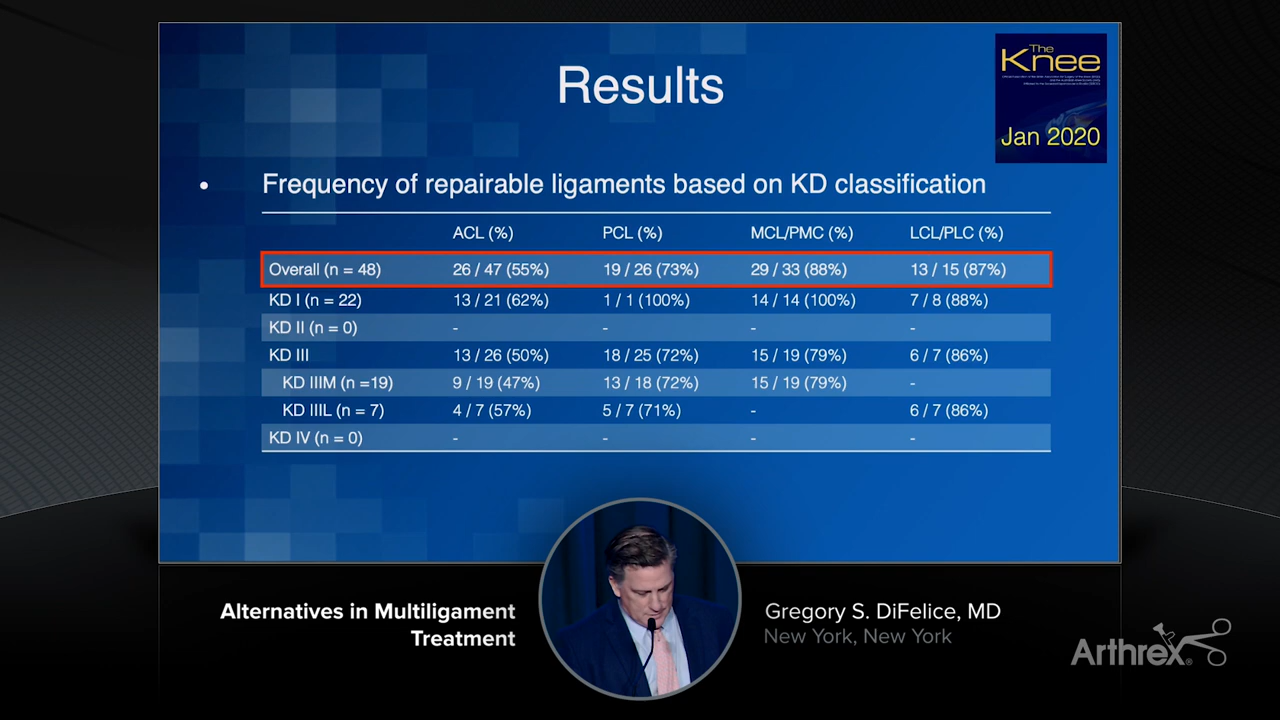 The
Knee
Jan 2020
Results
• Frequency of repairable ligaments based on KD classification
ACL (%) PCL (%) MCL/PMC (%) LCL/PLC (%)
Overall (n = 48) 26 / 47 (55%) 19 / 26 (73%) 29 / 33 (88%) 13 / 15 (87%)
KD I (n = 22) 13 / 21 (62%) 1 / 1 (100%) 14 / 14 (100%) 7 / 8 (88%)
KD II (n = 0) - - - -
KD III 13 / 26 (50%) 18 / 25 (72%) 15 / 19 (79%) 6 / 7 (86%)
KD IIIM (n =19) 9 / 19 (47%) 13 / 18 (72%) 15 / 19 (79%) -
KD IIIL (n = 7) 4 / 7 (57%) 5 / 7 (71%) - 6 / 7 (86%)
KD IV (n = 0) - - - -
Alternatives in Multiligament
Treatment
Gregory S. DiFelice, MD
New York, New York
Arthrex®